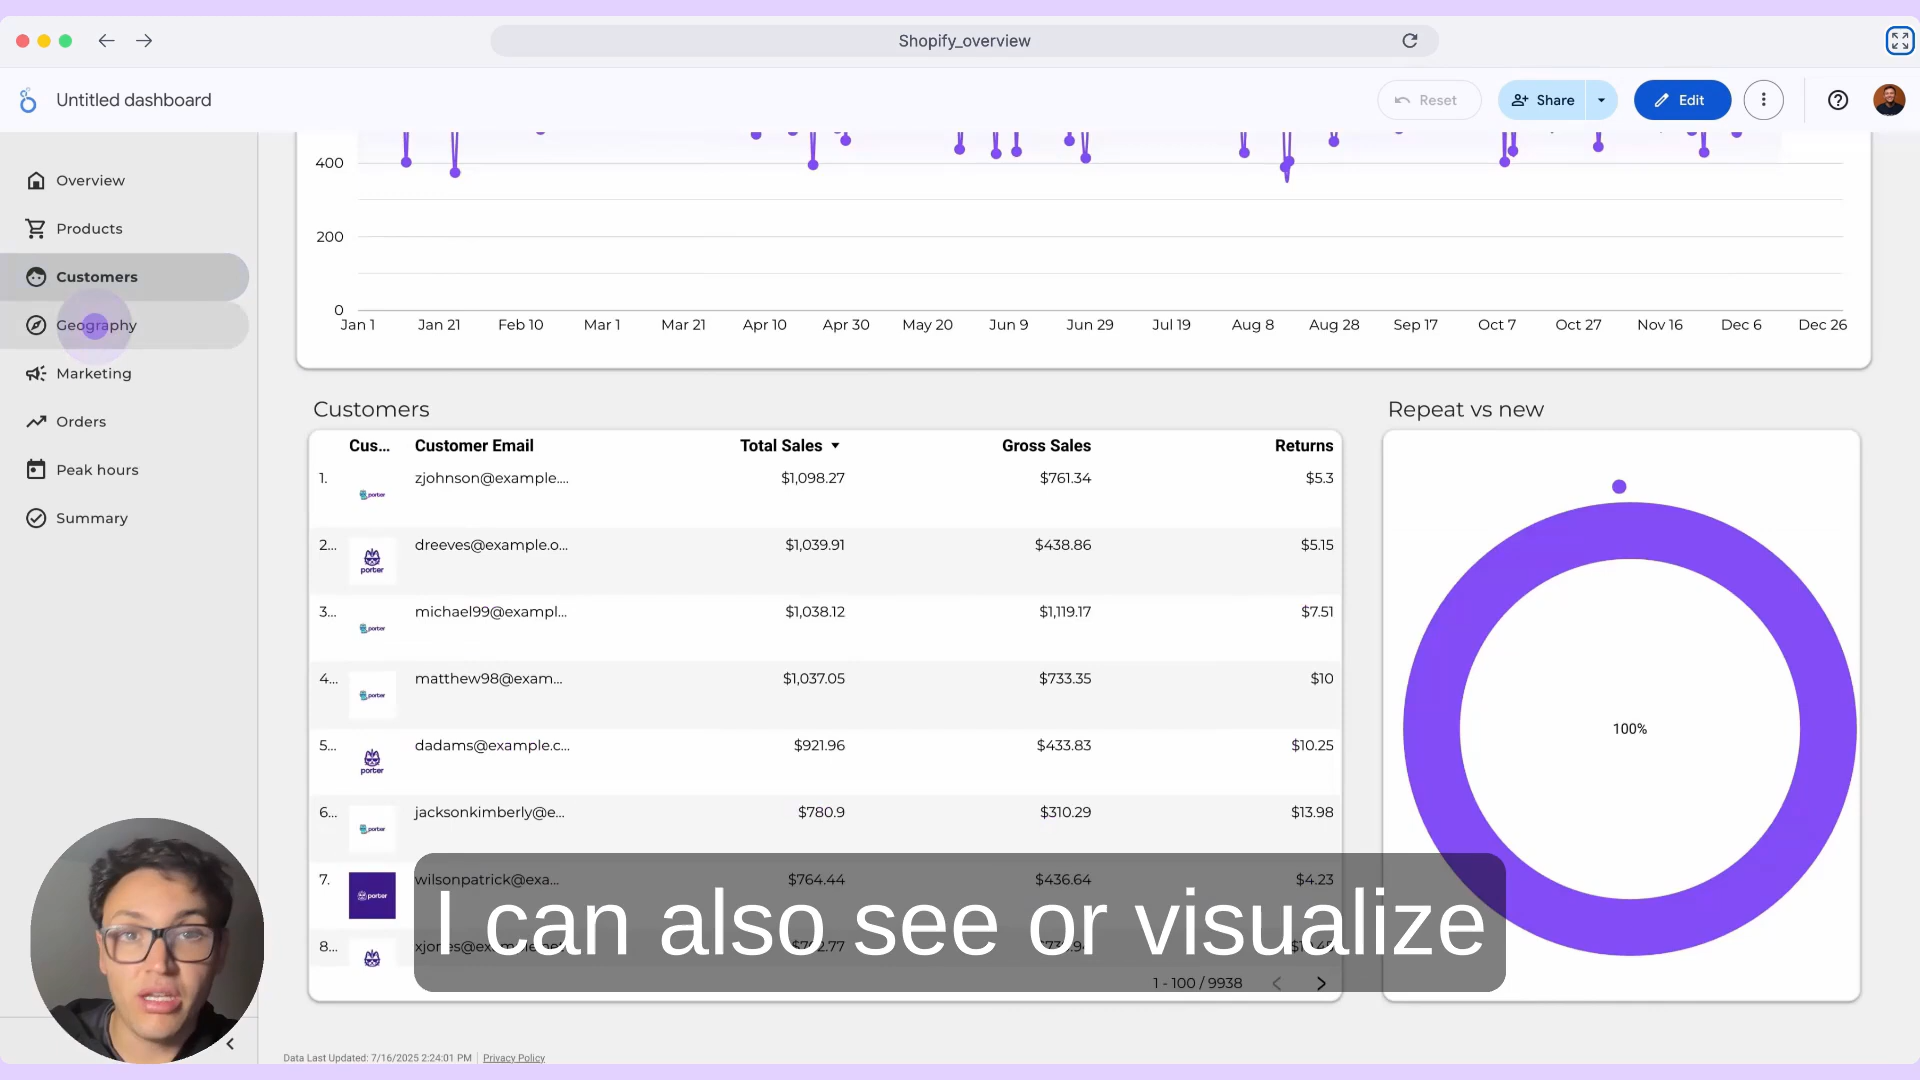 Shopify_overview
Untitled dashboard
Reset
Share
Edit
Overview
Products
Customers
Geography
Marketing
Orders
Peak hours
Summary
400
200
0
Jan 1 Jan 21 Feb 10 Mar 1 Mar 21 Apr 10 Apr 30 May 20 Jun 9 Jun 29 Jul 19 Aug 8 Aug 28 Sep 17 Oct 7 Oct 27 Nov 16 Dec 6 Dec 26
Customers
Cus... Customer Email Total Sales Gross Sales Returns
1. porter zjohnson@example.... $1,098.27 $761.34 $5.3
2... porter dreeves@example.o... $1,039.91 $438.86 $5.15
3... porter michael99@exampl... $1,038.12 $1,119.17 $7.51
4... porter matthew98@exam... $1,037.05 $733.35 $10
5... porter dadams@example.c... $921.96 $433.83 $10.25
6... porter jacksonkimberly@e... $780.9 $310.29 $13.98
7. porter wilsonpatrick@exa... $764.44 $436.64 $4.23
8...
1 - 100 / 9938
Repeat vs new
100%
I can also see or visualize
Data Last Updated: 7/16/2025 2:24:01 PM
Privacy Policy